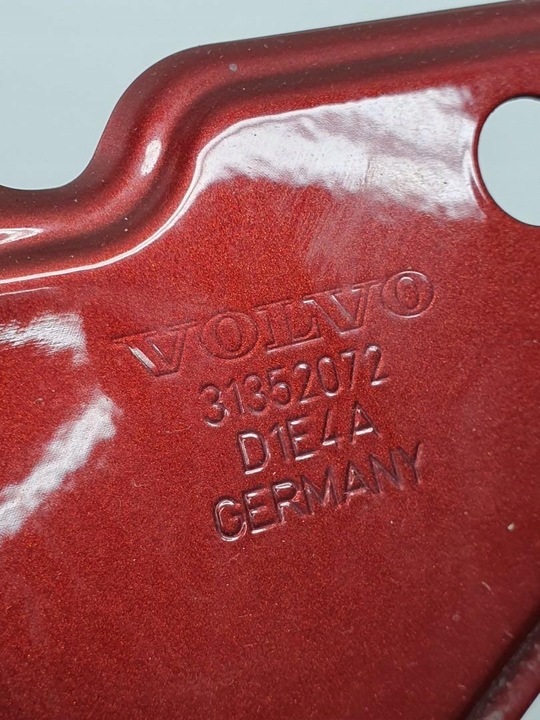 VOLVO
31352072
D1E4A
GERMANY